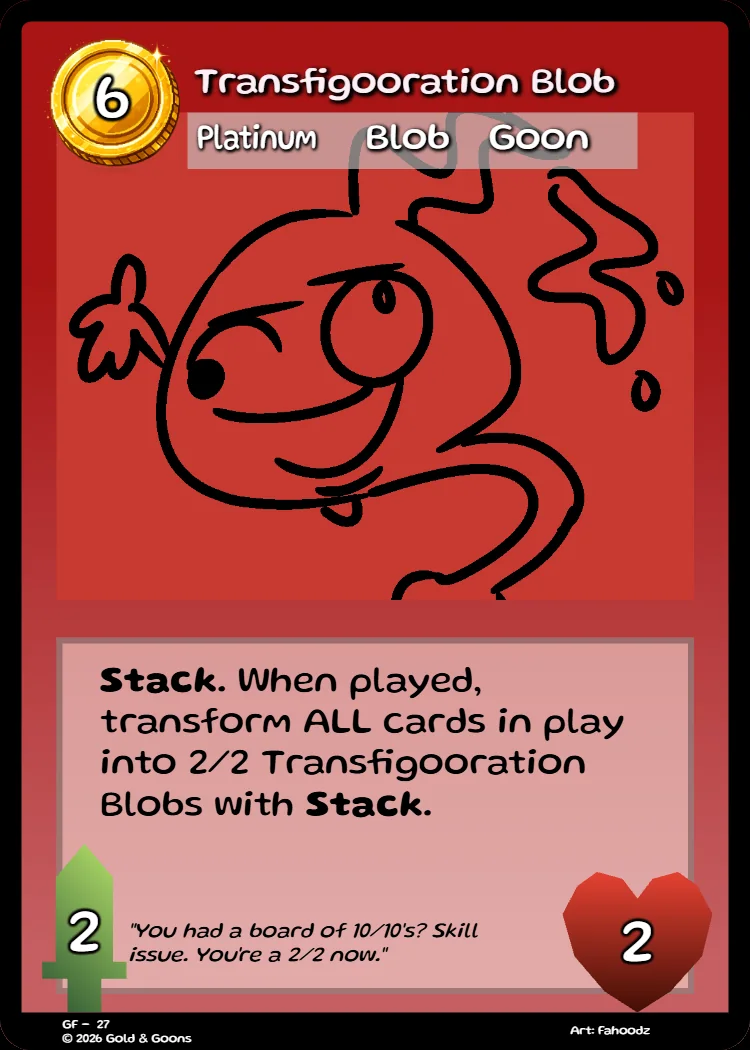 6
Transfigooration Blob
Platinum Blob Goon
Stack. When played,
transform ALL cards in play
into 2/2 Transfigooration
Blobs with Stack.
2
"You had a board of 10/10's? Skill
issue. You're a 2/2 now."
2
GF - 27
© 2026 Gold & Goons
Art: fahoodz